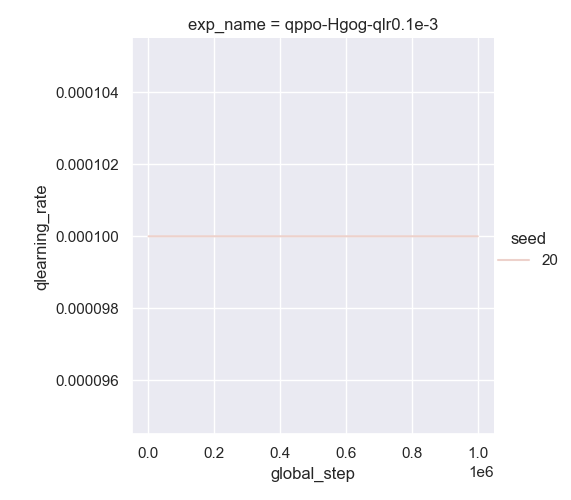 exp_name = qppo-Hgog-qlr0.1e-3
0.000104
0.000102
0.000100
0.000098
0.000096
qlearning_rate
seed
20
0.0 0.2 0.4 0.6 0.8 1.0
1e6
global_step